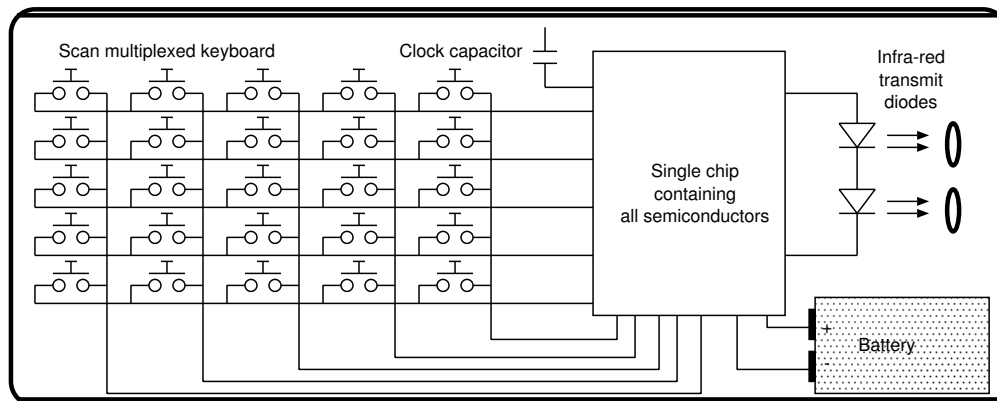 Scan multiplexed keyboard
Clock capacitor
Infra-red
transmit
diodes
Single chip
containing
all semiconductors
+
Battery
-